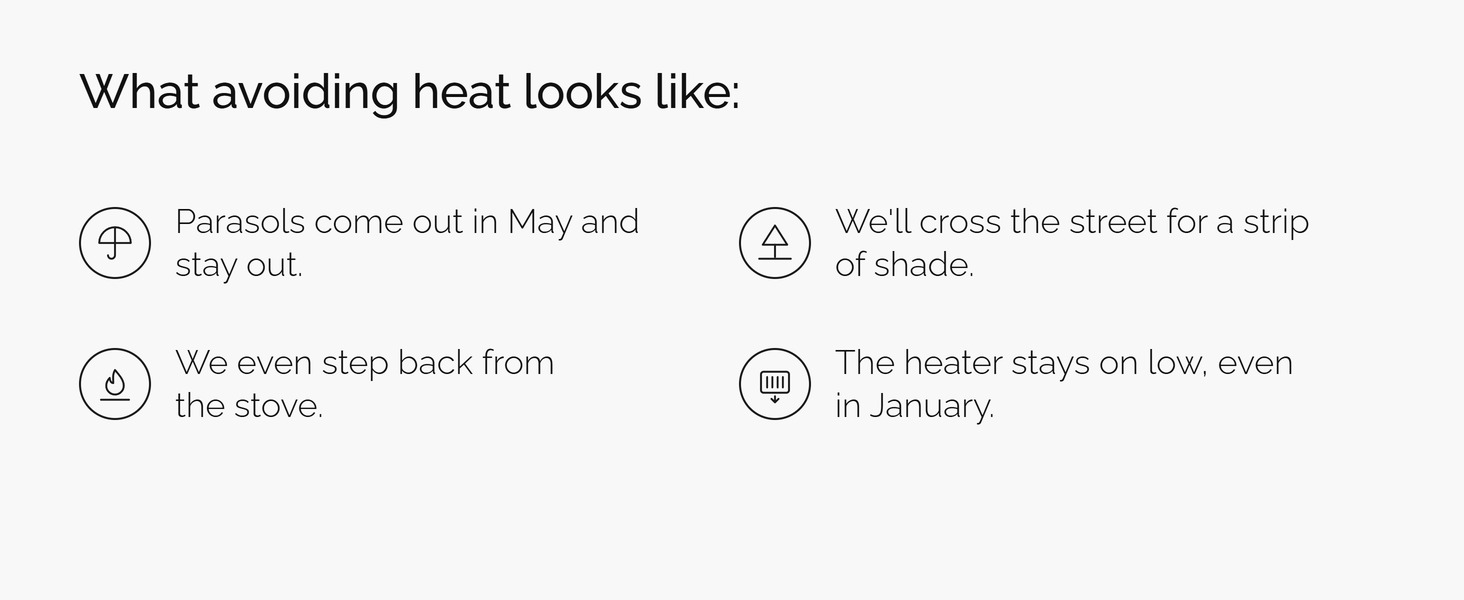 What avoiding heat looks like:
Parasols come out in May and
stay out.
We'll cross the street for a strip
of shade.
We even step back from
the stove.
The heater stays on low, even
in January.